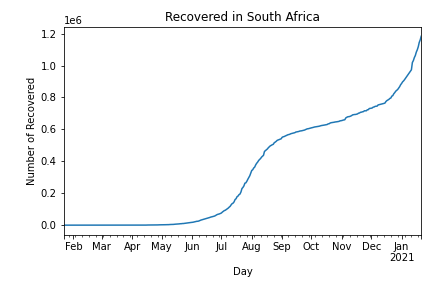 Recovered in South Africa
1e6
1.2
1.0
0.8
0.6
0.4
0.2
0.0
Number of Recovered
Feb Mar Apr May Jun Jul Aug Sep Oct Nov Dec Jan
2021
Day